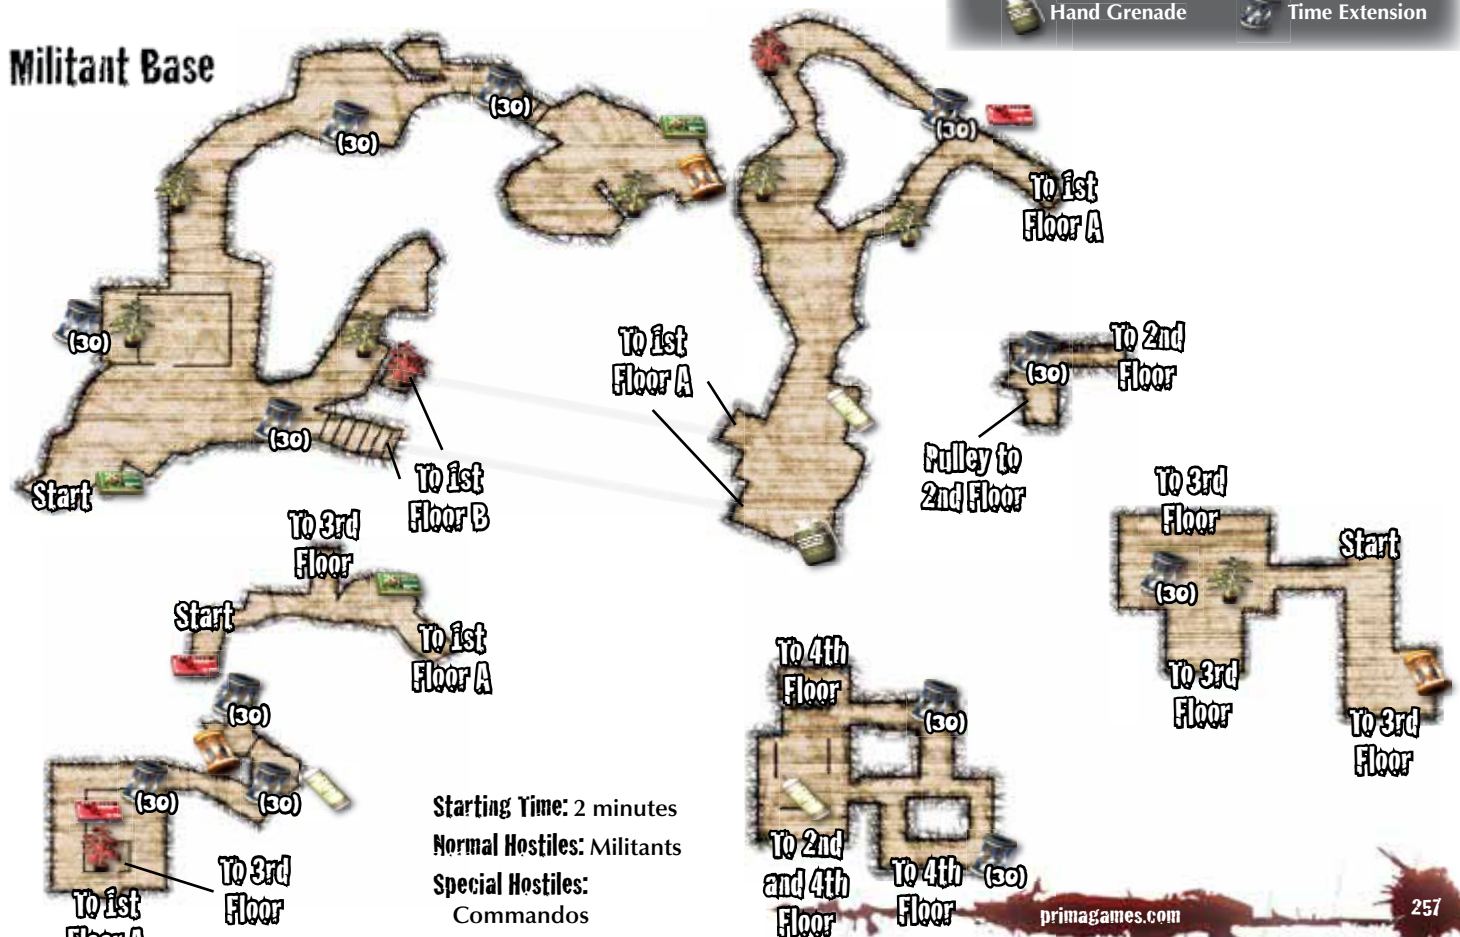 Hand Grenade
Time Extension
Militant Base
(30)
(30)
(30)
(30)
Start
To 1st
Floor B
(30)
To 1st
Floor A
To 1st
Floor A
(30)
To 2nd
Floor
Pulley to
2nd Floor
To 3rd
Floor
Start
To 1st
Floor A
(30)
(30)
(30)
To 3rd
Floor
To 1st
Floor A
Starting Time: 2 minutes
Normal Hostiles: Militants
Special Hostiles:
Commandos
To 4th
Floor
(30)
To 2nd
and 4th
Floor
To 4th
Floor
(30)
To 3rd
Floor
Start
(30)
To 3rd
Floor
To 3rd
Floor
primagames.com
257